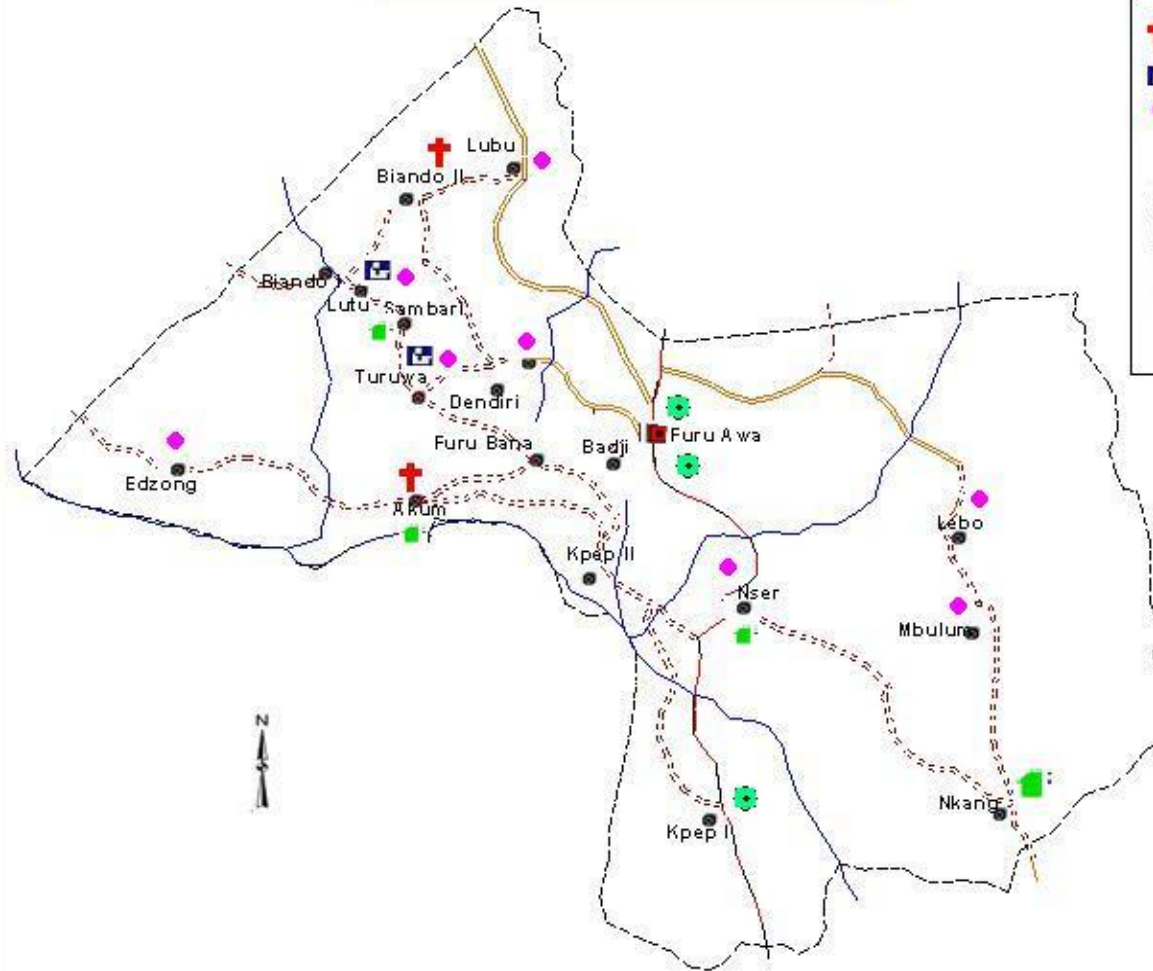 Lubu
Biando II
Biando
Lutu
Sambari
Turuwa
Dendiri
Furu Bana
Badji
Furu Awa
Edzong
Akum
Kpep II
Nser
Lebo
Mbulum
N
Nkang
Kpep I